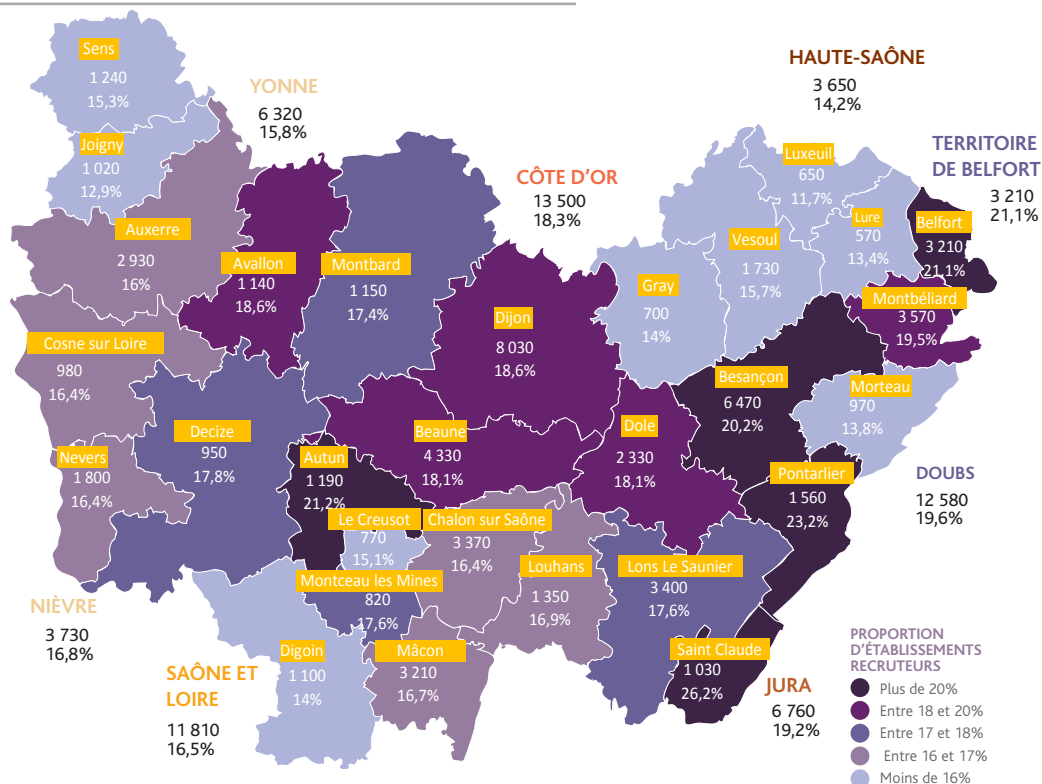 Sens
1 240
15,3%
YONNE
6 320
15,8%
HAUTE-SAÔNE
3 650
14,2%
Joigny
1 020
12,9%
Luxeuil
650
11,7%
TERRITOIRE
DE BELFORT
3 210
21,1%
CÔTE D'OR
13 500
18,3%
Auxerre
2 930
16%
Avallon
1 140
18,6%
Montbard
1 150
17,4%
Lure
570
13,4%
Belfort
3 210
21,1%
Vesoul
1 730
15,7%
Gray
700
14%
Montbéliard
3 570
19,5%
Dijon
8 030
18,6%
Cosne sur Loire
980
16,4%
Besançon
6 470
20,2%
Morteau
970
13,8%
Decize
950
17,8%
Beaune
4 330
18,1%
Dole
2 330
18,1%
Nevers
1 800
16,4%
Autun
1 190
21,2%
Pontarlier
1 560
23,2%
DOUBS
12 580
19,6%
Le Creusot
770
15,1%
Chalon sur Saône
3 370
16,4%
Louhans
1 350
16,9%
Lons Le Saunier
3 400
17,6%
Montceau les Mines
820
17,6%
NIÈVRE
3 730
16,8%
Digoin
1 100
14%
Mâcon
3 210
16,7%
Saint Claude
1 030
26,2%
SAÔNE ET
LOIRE
11 810
16,5%
JURA
6 760
19,2%
PROPORTION
D'ÉTABLISSEMENTS
RECRUTEURS
Plus de 20%
Entre 18 et 20%
Entre 17 et 18%
Entre 16 et 17%
Moins de 16%